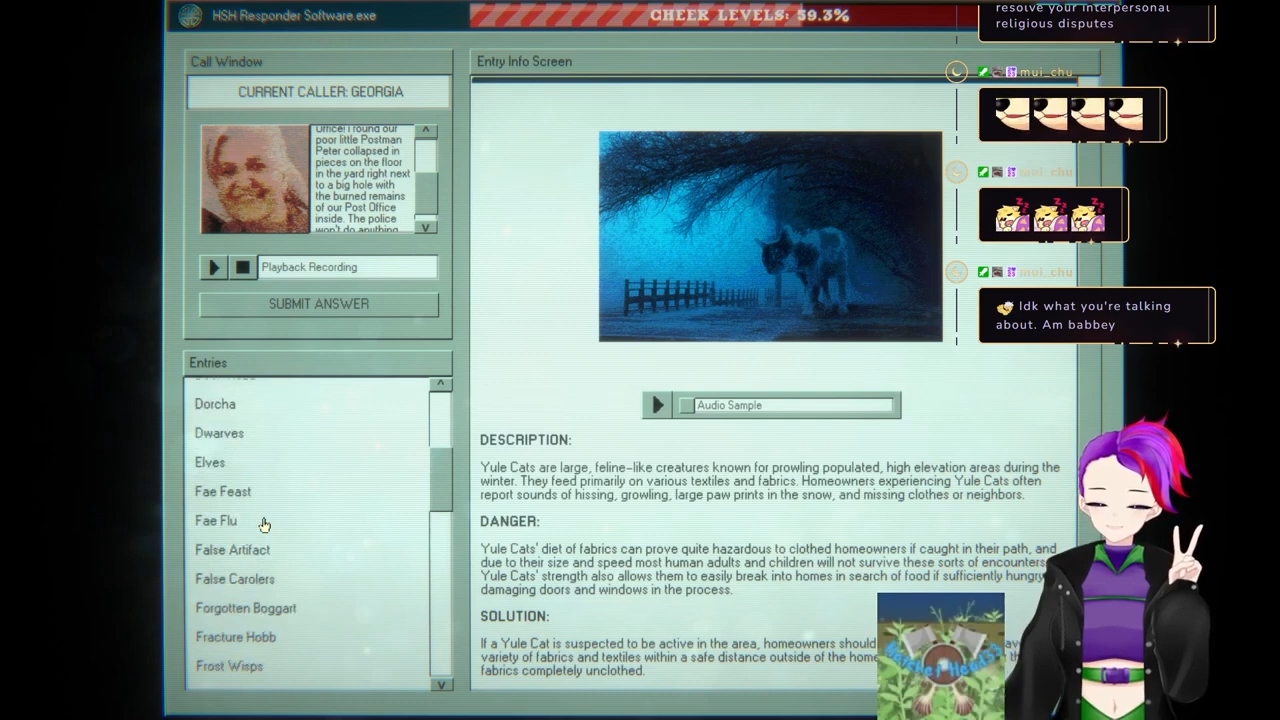 HSH Responder Software.exe
CHEER LEVELS: 59.3%
Call Window
CURRENT CALLER: GEORGIA
Office! I found our
poor little Postman
Peter collapsed in
pieces on the floor
in the yard right next
to a big hole with
the burned remains
of our Post Office
inside. The police
won't do anything
Playback Recording
SUBMIT ANSWER
Entries
Dorcha
Dwarves
Elves
Fae Feast
Fae Flu
False Artifact
False Carolers
Forgotten Boggart
Fracture Hobb
Frost Wisps
Entry Info Screen
Audio Sample
DESCRIPTION:
Yule Cats are large, feline-like creatures known for prowling populated, high elevation areas during the
winter. They feed primarily on various textiles and fabrics. Homeowners experiencing Yule Cats often
report sounds of hissing, growling, large paw prints in the snow, and missing clothes or neighbors.
DANGER:
Yule Cats' diet of fabrics can prove quite hazardous to clothed homeowners if caught in their path, and
due to their size and speed most human adults and children will not survive these sorts of encounters.
Yule Cats' strength also allows them to easily break into homes in search of food if sufficiently hungry
damaging doors and windows in the process.
SOLUTION:
If a Yule Cat is suspected to be active in the area, homeowners should
variety of fabrics and textiles within a safe distance outside of the home
fabrics completely unclothed.
resolve your interpersonal
religious disputes
mui_chu
mui_chu
mui_chu
Idk what you're talking
about. Am babbey